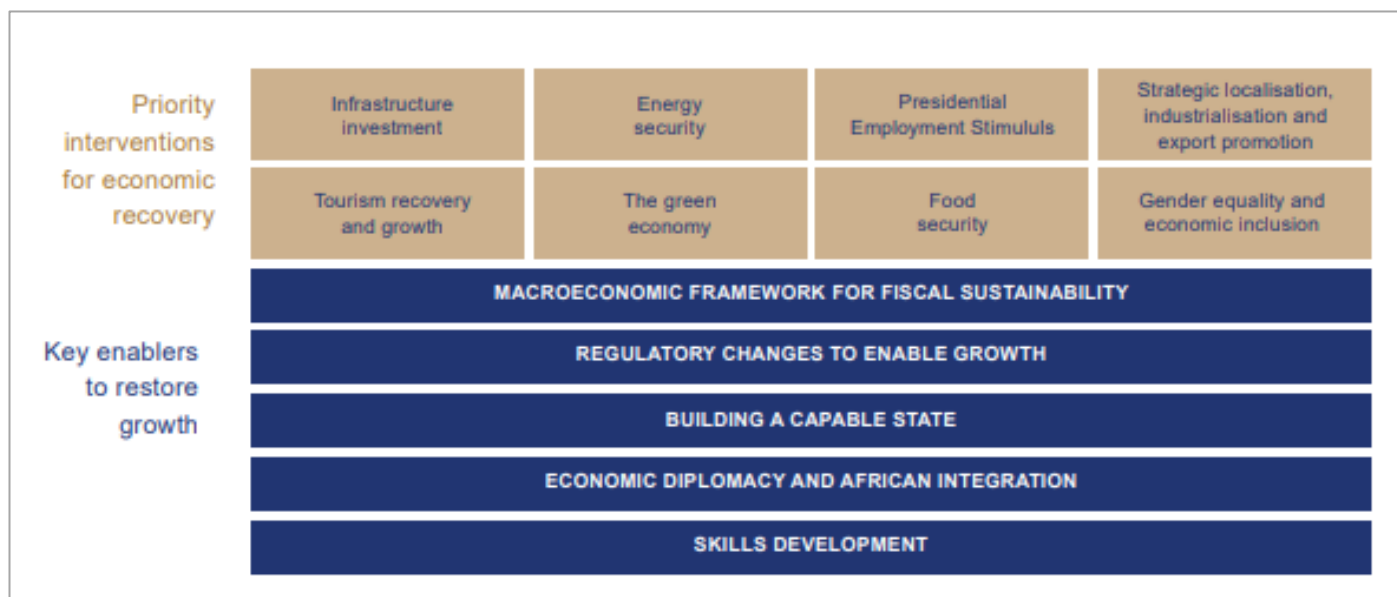 Priority
interventions
for economic
recovery
Infrastructure
investment
Energy
security
Presidential
Employment Stimululs
Strategic localisation,
industrialisation and
export promotion
Tourism recovery
and growth
The green
economy
Food
security
Gender equality and
economic inclusion
Key enablers
to restore
growth
MACROECONOMIC FRAMEWORK FOR FISCAL SUSTAINABILITY
REGULATORY CHANGES TO ENABLE GROWTH
BUILDING A CAPABLE STATE
ECONOMIC DIPLOMACY AND AFRICAN INTEGRATION
SKILLS DEVELOPMENT